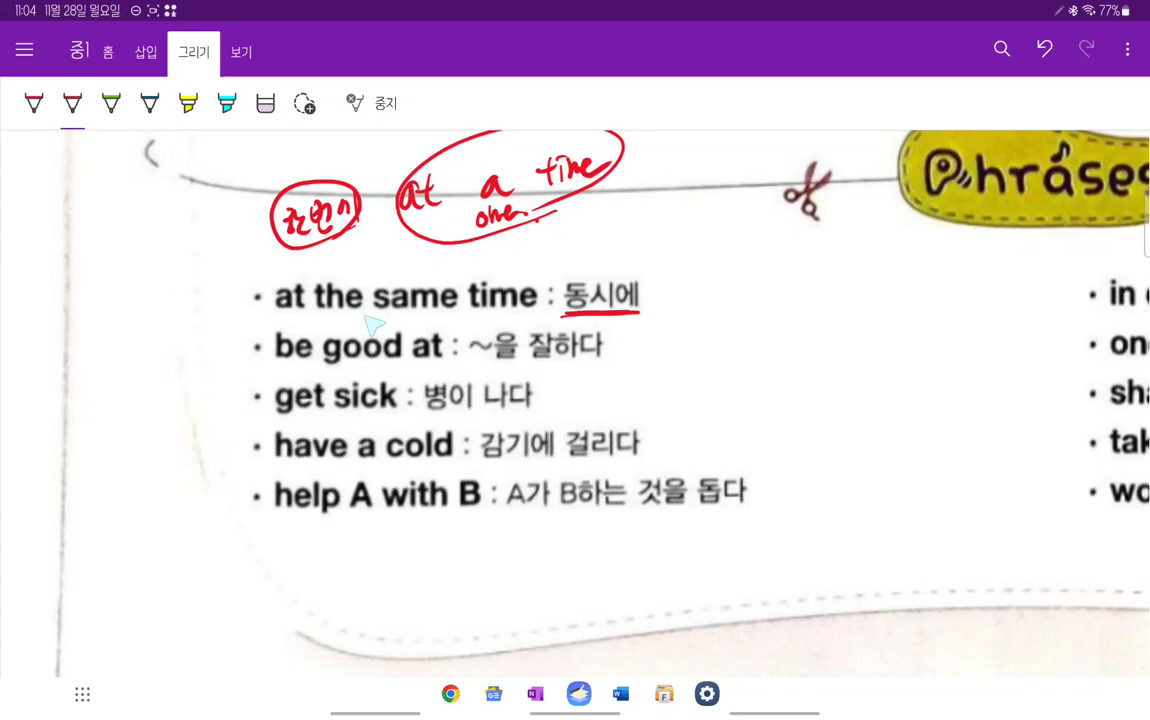 11:04 11월 28일 월요일 77%
중1 홈 삽입 그리기 보기
중지
Phrases
at a time
one
한번에
· at the same time : 동시에
· be good at : ~을 잘하다
· get sick : 병이 나다
· have a cold : 감기에 걸리다
· help A with B : A가 B하는 것을 돕다
· in
· on
· sha
· tak
· wo